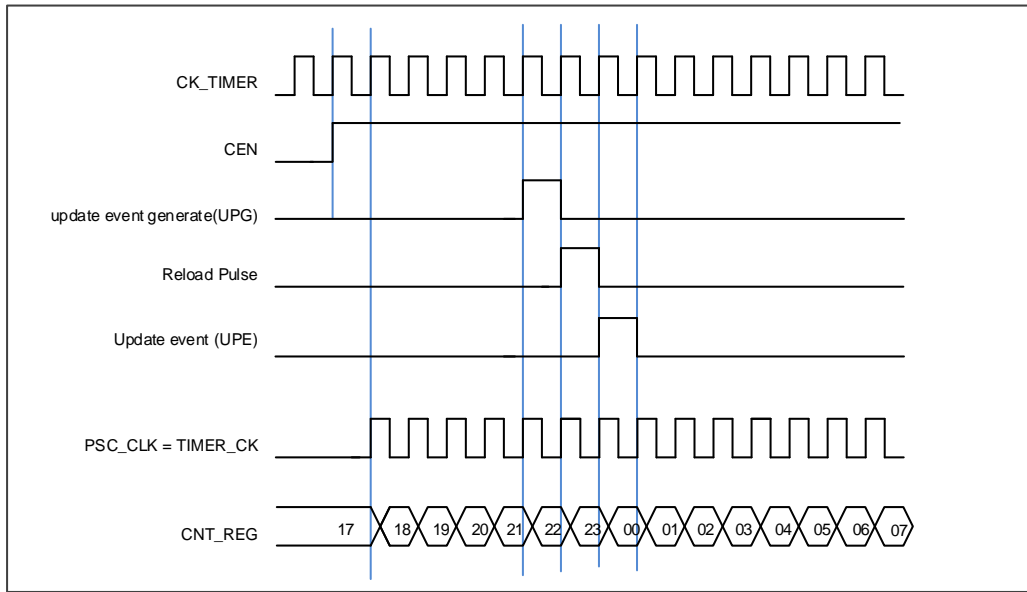 CK_TIMER
CEN
update event generate(UPG)
Reload Pulse
Update event (UPE)
PSC_CLK = TIMER_CK
CNT_REG 17 18 19 20 21 22 23 00 01 02 03 04 05 06 07